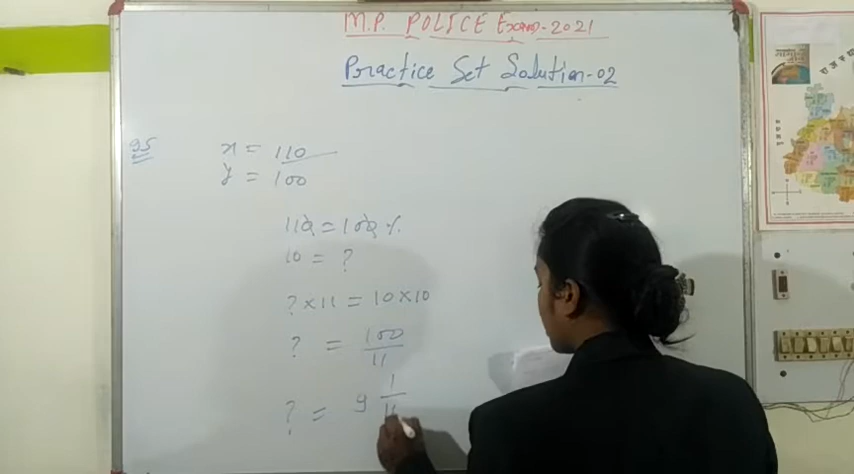 M.P. POLICE Exam-2021
Practice Set Solution-02
95
x = 110
y = 100
110 = 100 %
10 = ?
? × 11 = 10 × 10
? = 100/11
? = 9 1/11